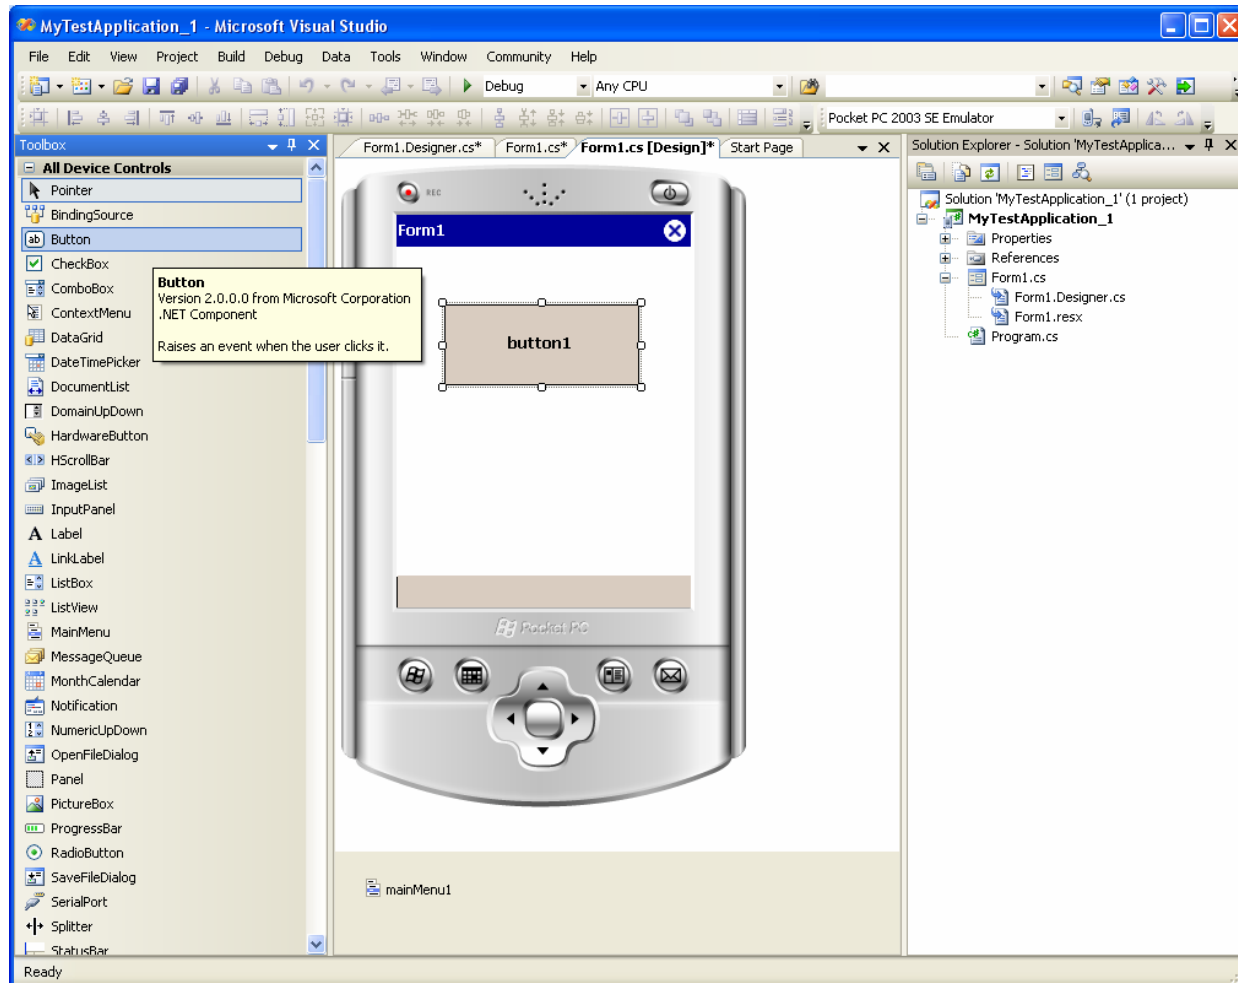 MyTestApplication_1 - Microsoft Visual Studio
File Edit View Project Build Debug Data Tools Window Community Help
Debug Any CPU
Pocket PC 2003 SE Emulator
Toolbox
All Device Controls
Pointer
BindingSource
ab Button
CheckBox
ComboBox
ContextMenu
DataGrid
DateTimePicker
DocumentList
DomainUpDown
HardwareButton
HScrollBar
ImageList
InputPanel
A Label
A LinkLabel
ListBox
ListView
MainMenu
MessageQueue
MonthCalendar
Notification
NumericUpDown
OpenFileDialog
Panel
PictureBox
ProgressBar
RadioButton
SaveFileDialog
SerialPort
Splitter
StatusBar
Button
Version 2.0.0.0 from Microsoft Corporation
.NET Component
Raises an event when the user clicks it.
Form1.Designer.cs* Form1.cs* Form1.cs [Design]* Start Page
REC
Form1
button1
Pocket PC
mainMenu1
Solution Explorer - Solution 'MyTestApplica...
Solution 'MyTestApplication_1' (1 project)
MyTestApplication_1
Properties
References
Form1.cs
Form1.Designer.cs
Form1.resx
Program.cs
Ready